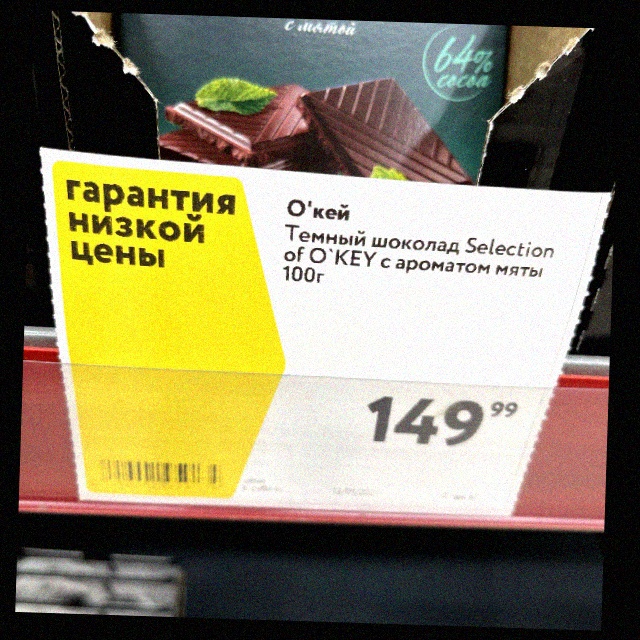 с мятой
64%
cocoa
гарантия
низкой
цены
О'кей
Темный шоколад Selection
of O`KEY с ароматом мяты
100г
149 99